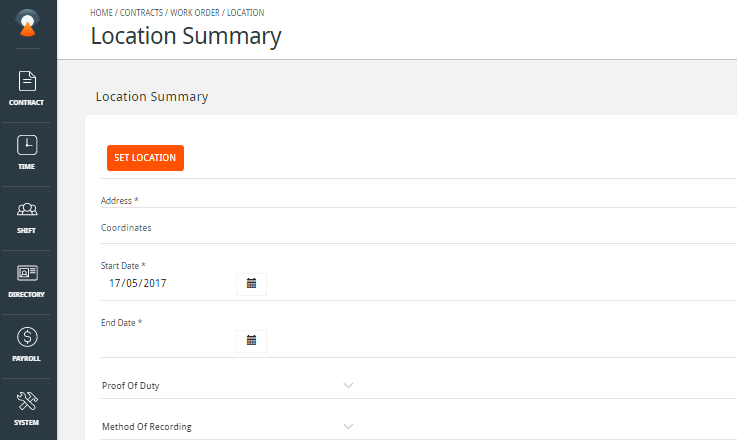 HOME / CONTRACTS / WORK ORDER / LOCATION
Location Summary
CONTRACT
TIME
SHIFT
DIRECTORY
PAYROLL
SYSTEM
Location Summary
SET LOCATION
Address *
Coordinates
Start Date *
17/05/2017
End Date *
Proof Of Duty
Method Of Recording